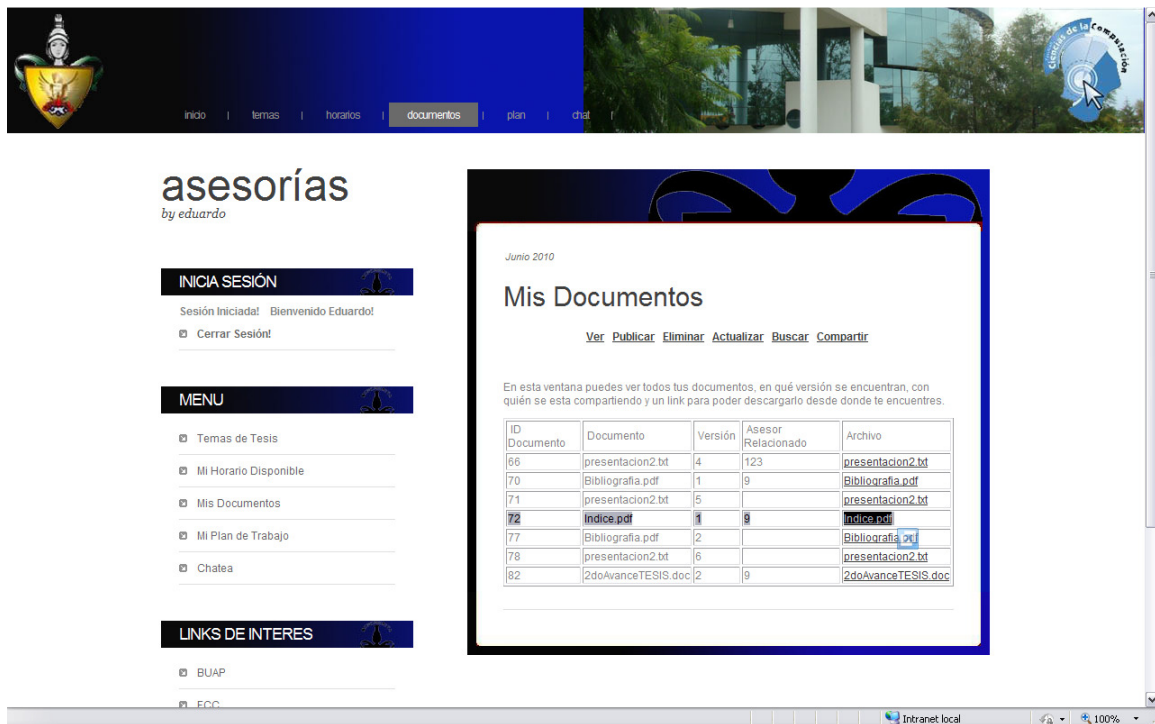 Ciencias de la Computación
inicio | temas | horarios | documentos | plan | chat |
asesorías
by eduardo
INICIA SESIÓN
Sesión Iniciada! Bienvenido Eduardo!
Cerrar Sesión!
MENU
Temas de Tesis
Mi Horario Disponible
Mis Documentos
Mi Plan de Trabajo
Chatea
LINKS DE INTERES
BUAP
FCC
Junio 2010
Mis Documentos
Ver Publicar Eliminar Actualizar Buscar Compartir
En esta ventana puedes ver todos tus documentos, en qué versión se encuentran, con
quién se esta compartiendo y un link para poder descargarlo desde donde te encuentres.
ID Documento Documento Versión Asesor Relacionado Archivo
66 presentacion2.txt 4 123 presentacion2.txt
70 Bibliografia.pdf 1 9 Bibliografia.pdf
71 presentacion2.txt 5 presentacion2.txt
72 Indice.pdf 1 9 Indice.pdf
77 Bibliografia.pdf 2 Bibliografia.pdf
78 presentacion2.txt 6 presentacion2.txt
82 2doAvanceTESIS.doc 2 9 2doAvanceTESIS.doc
Intranet local 100%